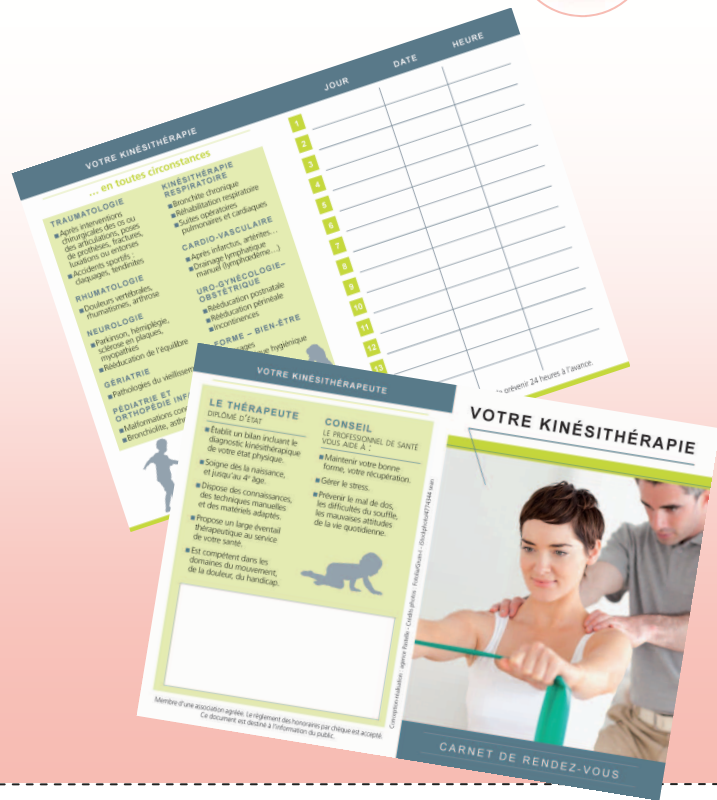 VOTRE KINÉSITHÉRAPIE
... en toutes circonstances
TRAUMATOLOGIE
■ Après interventions
chirurgicales des os ou
des articulations, poses
de prothèses, fractures,
luxations ou entorses
■ Accidents sportifs :
claquages, tendinites
RHUMATOLOGIE
■ Douleurs vertébrales,
rhumatismes, arthrose
NEUROLOGIE
■ Parkinson, hémiplégie,
sclérose en plaques,
myopathies
■ Rééducation de l'équilibre
GÉRIATRIE
■ Pathologies du vieillissem
PÉDIATRIE ET
ORTHOPÉDIE INF
■ Malformations con
■ Bronchiolite, asth
KINÉSITHÉRAPIE
RESPIRATOIRE
■ Bronchite chronique
■ Réhabilitation respiratoire
■ Suites opératoires
pulmonaires et cardiaques
CARDIO-VASCULAIRE
■ Après infarctus, artérites...
■ Drainage lymphatique
manuel (lymphœdème...)
URO-GYNÉCOLOGIE–
OBSTÉTRIQUE
■ Rééducation postnatale
■ Rééducation périnéale
■ Incontinences
FORME – BIEN-ÊTRE
ages
que hygiénique
JOUR DATE HEURE
1
2
3
4
5
6
7
8
9
10
11
12
13
prévenir 24 heures à l'avance.
VOTRE KINÉSITHÉRAPEUTE
LE THÉRAPEUTE
DIPLÔMÉ D'ÉTAT
■ Établit un bilan incluant le
diagnostic kinésithérapique
de votre état physique.
■ Soigne dès la naissance,
et jusqu'au 4e âge.
■ Dispose des connaissances,
des techniques manuelles
et des matériels adaptés.
■ Propose un large éventail
thérapeutique au service
de votre santé.
■ Est compétent dans les
domaines du mouvement,
de la douleur, du handicap.
CONSEIL
LE PROFESSIONNEL DE SANTÉ
VOUS AIDE À :
■ Maintenir votre bonne
forme, votre récupération.
■ Gérer le stress.
■ Prévenir le mal de dos,
les difficultés du souffle,
les mauvaises attitudes
de la vie quotidienne.
Membre d'une association agréée. Le règlement des honoraires par chèque est accepté.
Ce document est destiné à l'information du public.
VOTRE KINÉSITHÉRAPIE
CARNET DE RENDEZ-VOUS